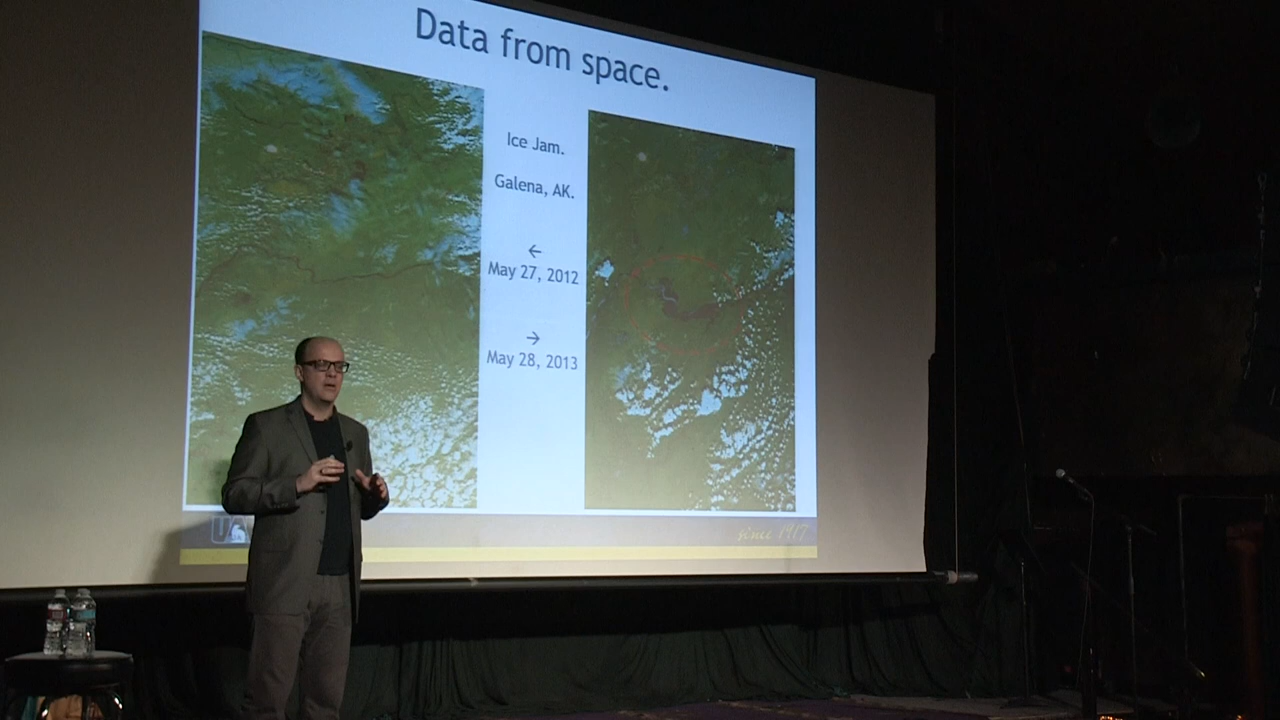 Data from space.
Ice Jam.
Galena, AK.
←
May 27, 2012
→
May 28, 2013
since 1917